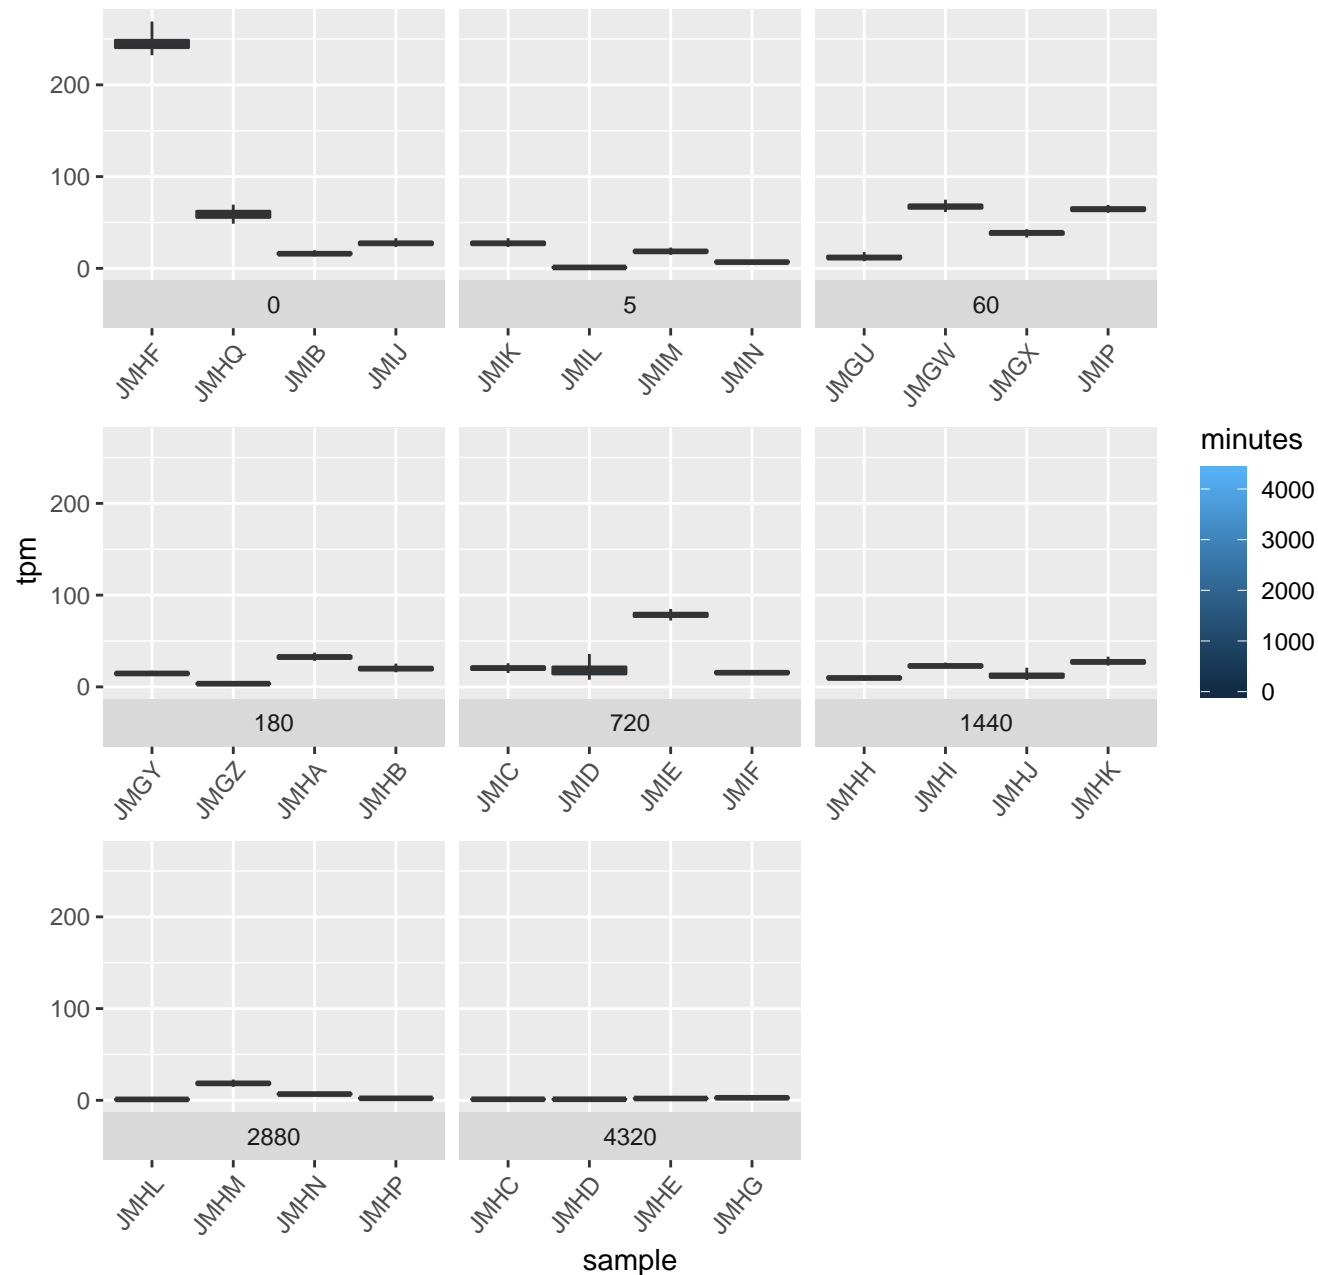 200
100
0
0
5
60
JMHF JMHQ JMIB JMIJ
JMIK JMIL JMIM JMIN
JMGU JMGW JMGX JMIP
tpm
200
100
0
180
720
1440
JMGY JMGZ JMHA JMHB
JMIC JMID JMIE JMIF
JMHH JMHI JMHJ JMHK
minutes
4000
3000
2000
1000
0
200
100
0
2880
4320
JMHL JMHM JMHN JMHP
JMHC JMHD JMHE JMHG
sample